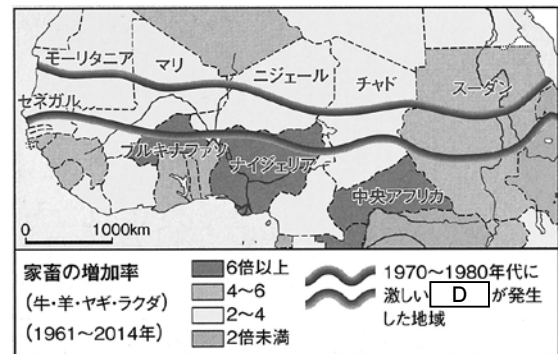 モーリタニア
マリ
ニジェール
チャド
スーダン
セネガル
ブルキナファソ
ナイジェリア
中央アフリカ
0 1000km
家畜の増加率
(牛・羊・ヤギ・ラクダ)
(1961~2014年)
6倍以上
4~6
2~4
2倍未満
1970~1980年代に
激しい D が発生
した地域